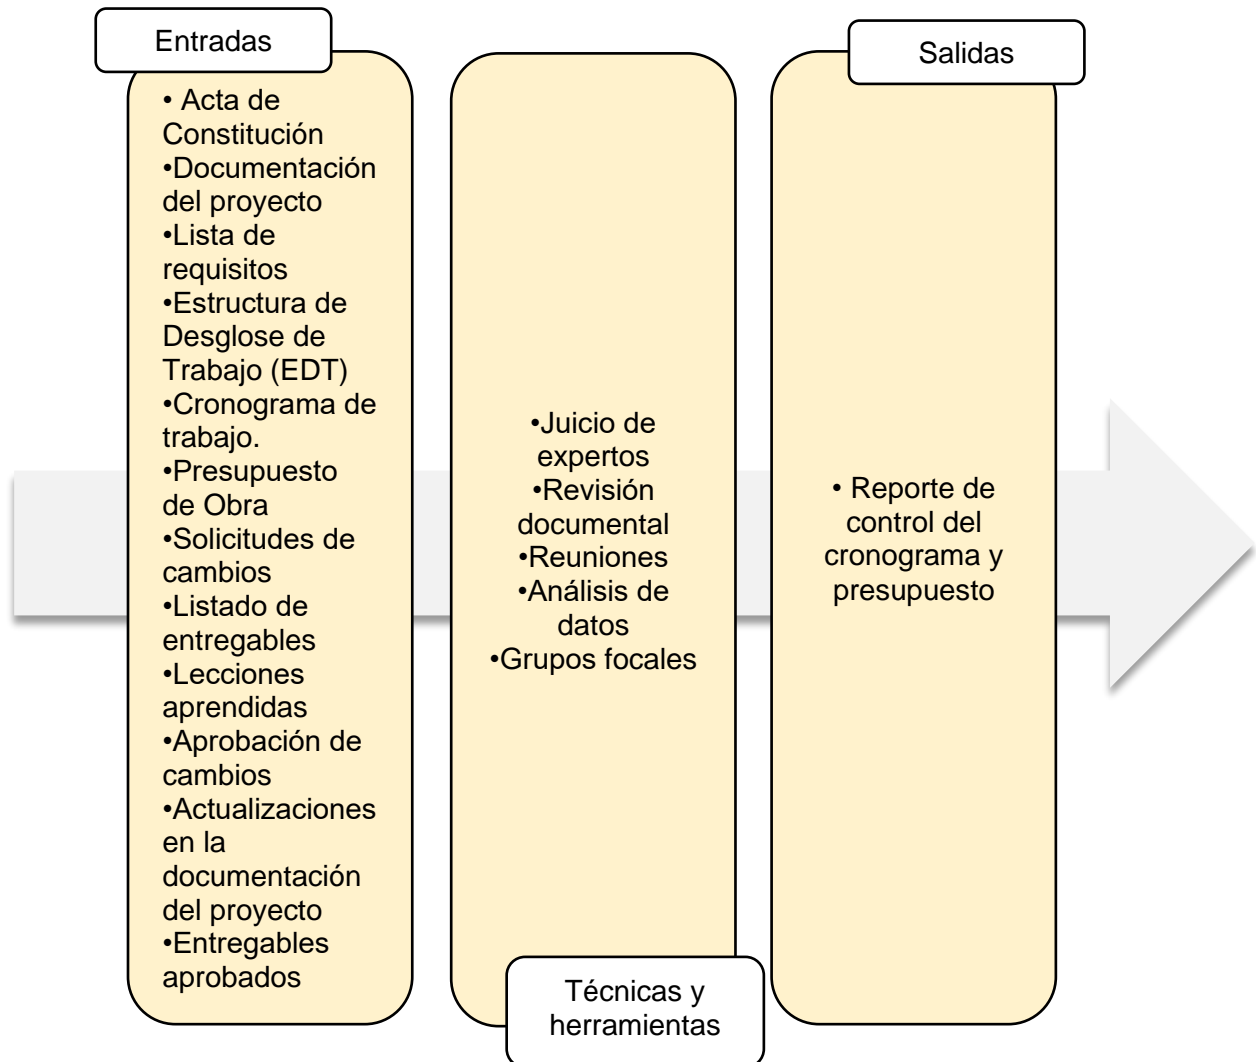 Entradas
• Acta de
Constitución
•Documentación
del proyecto
•Lista de
requisitos
•Estructura de
Desglose de
Trabajo (EDT)
•Cronograma de
trabajo.
•Presupuesto
de Obra
•Solicitudes de
cambios
•Listado de
entregables
•Lecciones
aprendidas
•Aprobación de
cambios
•Actualizaciones
en la
documentación
del proyecto
•Entregables
aprobados
•Juicio de
expertos
•Revisión
documental
•Reuniones
•Análisis de
datos
•Grupos focales
Técnicas y
herramientas
Salidas
• Reporte de
control del
cronograma y
presupuesto